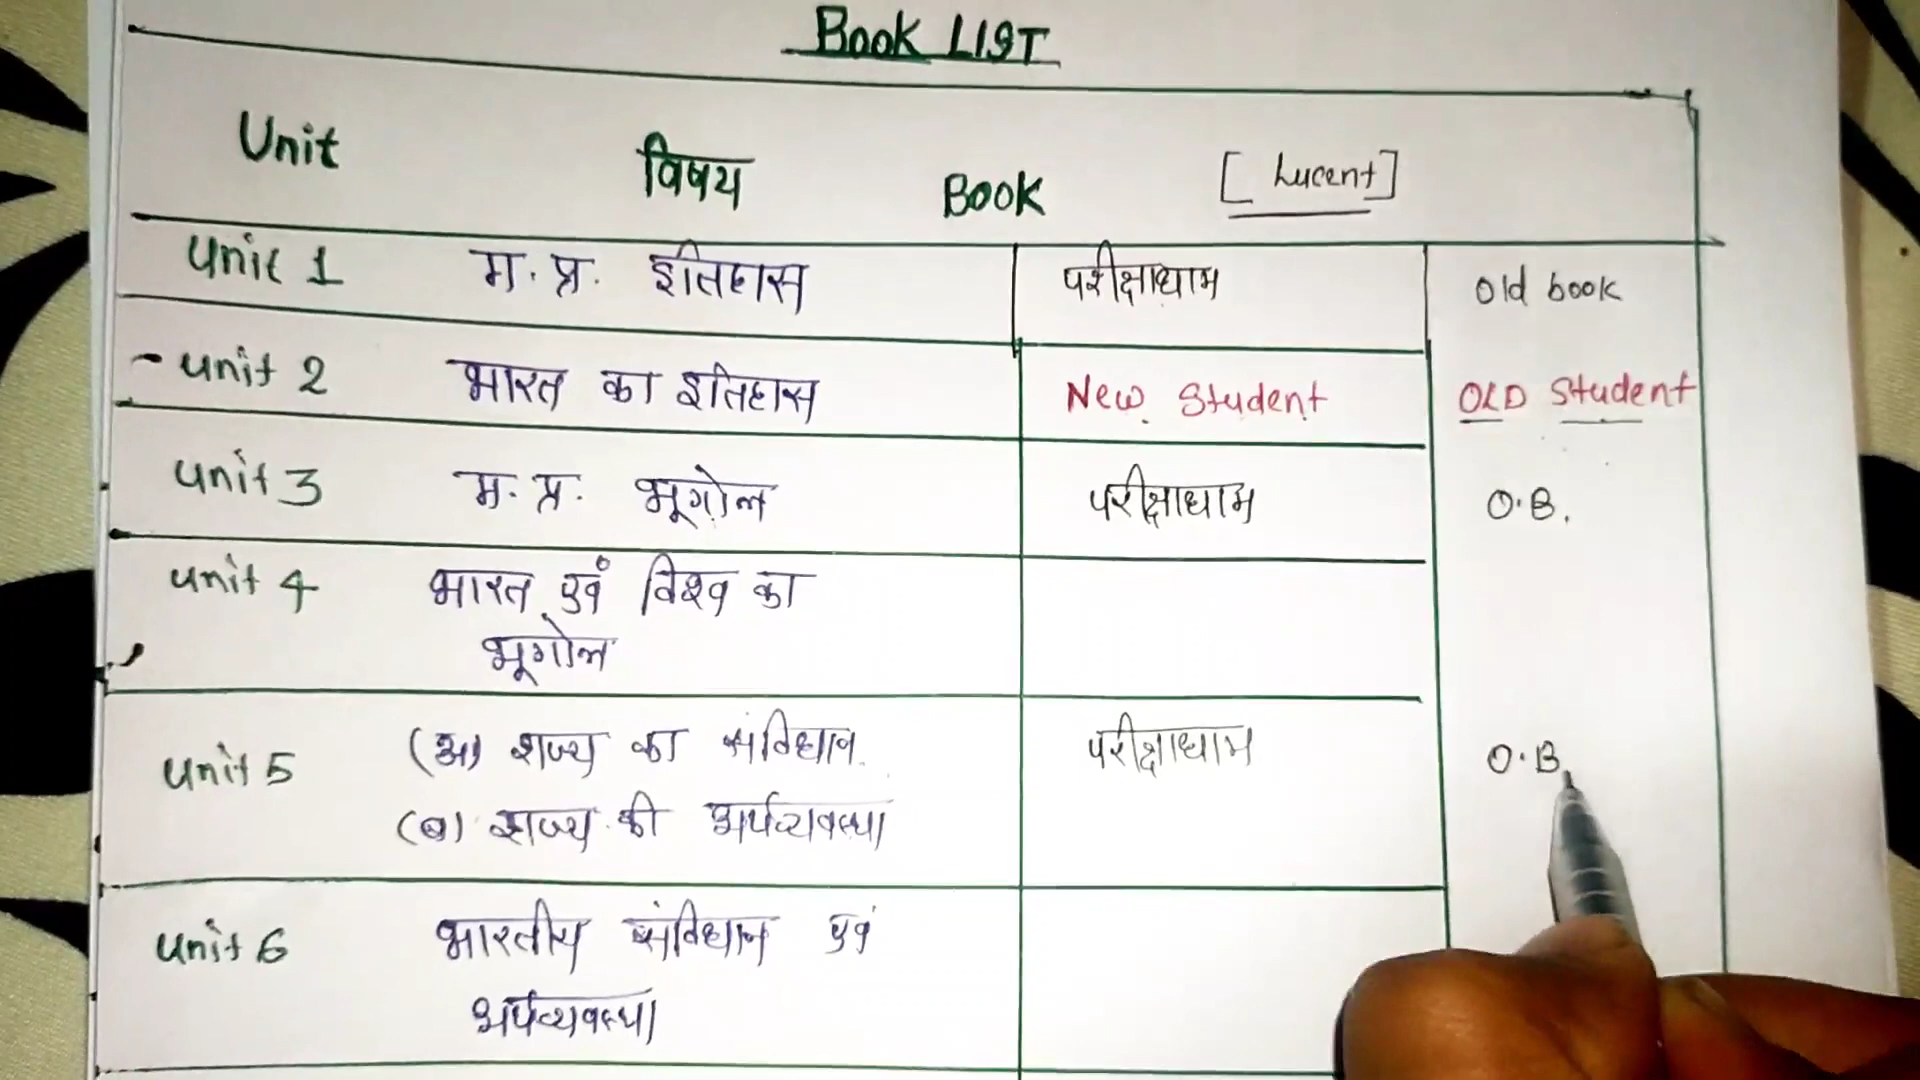 Book LIST
Unit विषय BOOK [Lucent]
Unit 1 म. प्र. इतिहास परीक्षाधाम Old book
unit 2 भारत का इतिहास New Student OLD Student
unit 3 म. प्र. भूगोल परीक्षाधाम O.B.
unit 4 भारत एवं विश्व का
भूगोल
unit 5 (अ) राज्य का संविधान परीक्षाधाम O.B.
(ब) राज्य की अर्थव्यवस्था
unit 6 भारतीय संविधान एवं
अर्थव्यवस्था